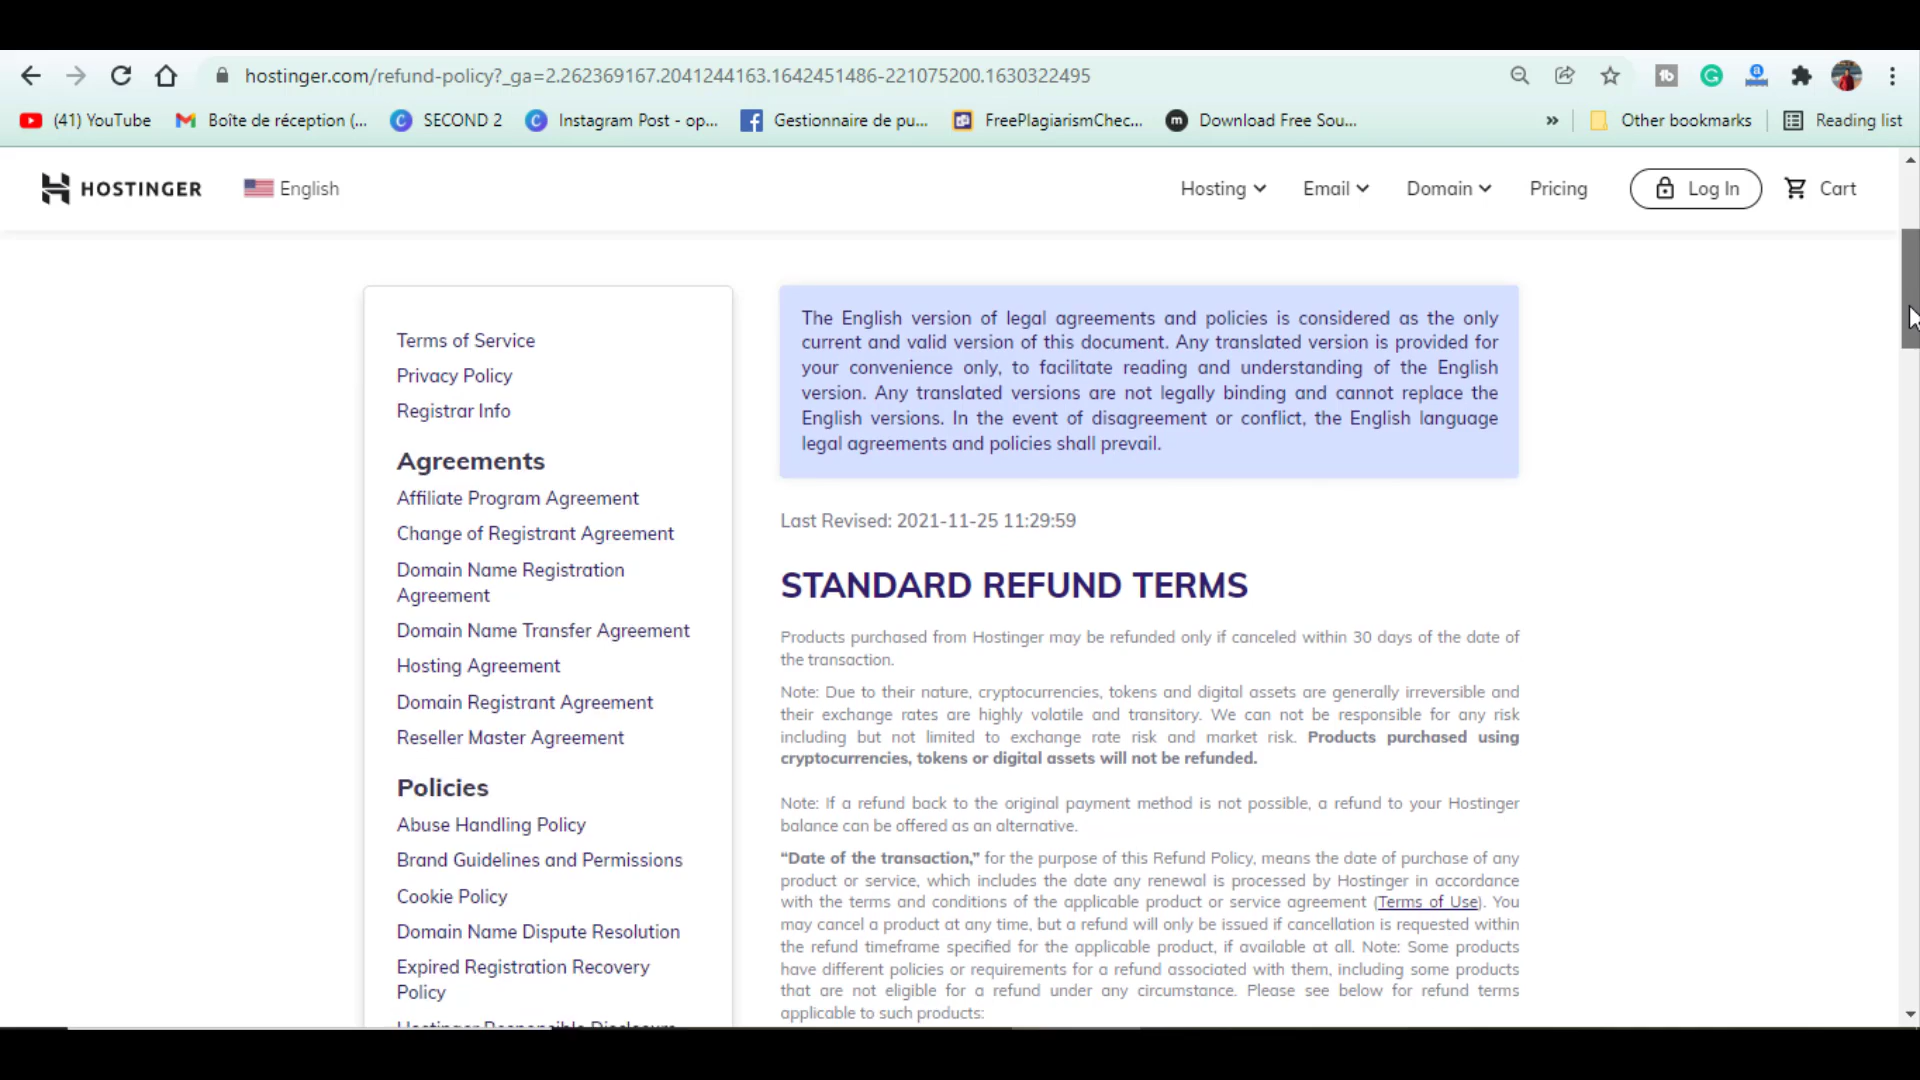 hostinger.com/refund-policy?_ga=2.262369167.2041244163.1642451486-221075200.1630322495
(41) YouTube
Boîte de réception (...
SECOND 2
Instagram Post - op...
Gestionnaire de pu...
FreePlagiarismChec...
Download Free Sou...
»
Other bookmarks
Reading list
HOSTINGER
English
Hosting
Email
Domain
Pricing
Log In
Cart
Terms of Service
Privacy Policy
Registrar Info
Agreements
Affiliate Program Agreement
Change of Registrant Agreement
Domain Name Registration
Agreement
Domain Name Transfer Agreement
Hosting Agreement
Domain Registrant Agreement
Reseller Master Agreement
Policies
Abuse Handling Policy
Brand Guidelines and Permissions
Cookie Policy
Domain Name Dispute Resolution
Expired Registration Recovery
Policy
Hostinger Responsible Disclosure
The English version of legal agreements and policies is considered as the only
current and valid version of this document. Any translated version is provided for
your convenience only, to facilitate reading and understanding of the English
version. Any translated versions are not legally binding and cannot replace the
English versions. In the event of disagreement or conflict, the English language
legal agreements and policies shall prevail.
Last Revised: 2021-11-25 11:29:59
STANDARD REFUND TERMS
Products purchased from Hostinger may be refunded only if canceled within 30 days of the date of
the transaction.
Note: Due to their nature, cryptocurrencies, tokens and digital assets are generally irreversible and
their exchange rates are highly volatile and transitory. We can not be responsible for any risk
including but not limited to exchange rate risk and market risk. Products purchased using
cryptocurrencies, tokens or digital assets will not be refunded.
Note: If a refund back to the original payment method is not possible, a refund to your Hostinger
balance can be offered as an alternative.
“Date of the transaction,” for the purpose of this Refund Policy, means the date of purchase of any
product or service, which includes the date any renewal is processed by Hostinger in accordance
with the terms and conditions of the applicable product or service agreement (Terms of Use). You
may cancel a product at any time, but a refund will only be issued if cancellation is requested within
the refund timeframe specified for the applicable product, if available at all. Note: Some products
have different policies or requirements for a refund associated with them, including some products
that are not eligible for a refund under any circumstance. Please see below for refund terms
applicable to such products: